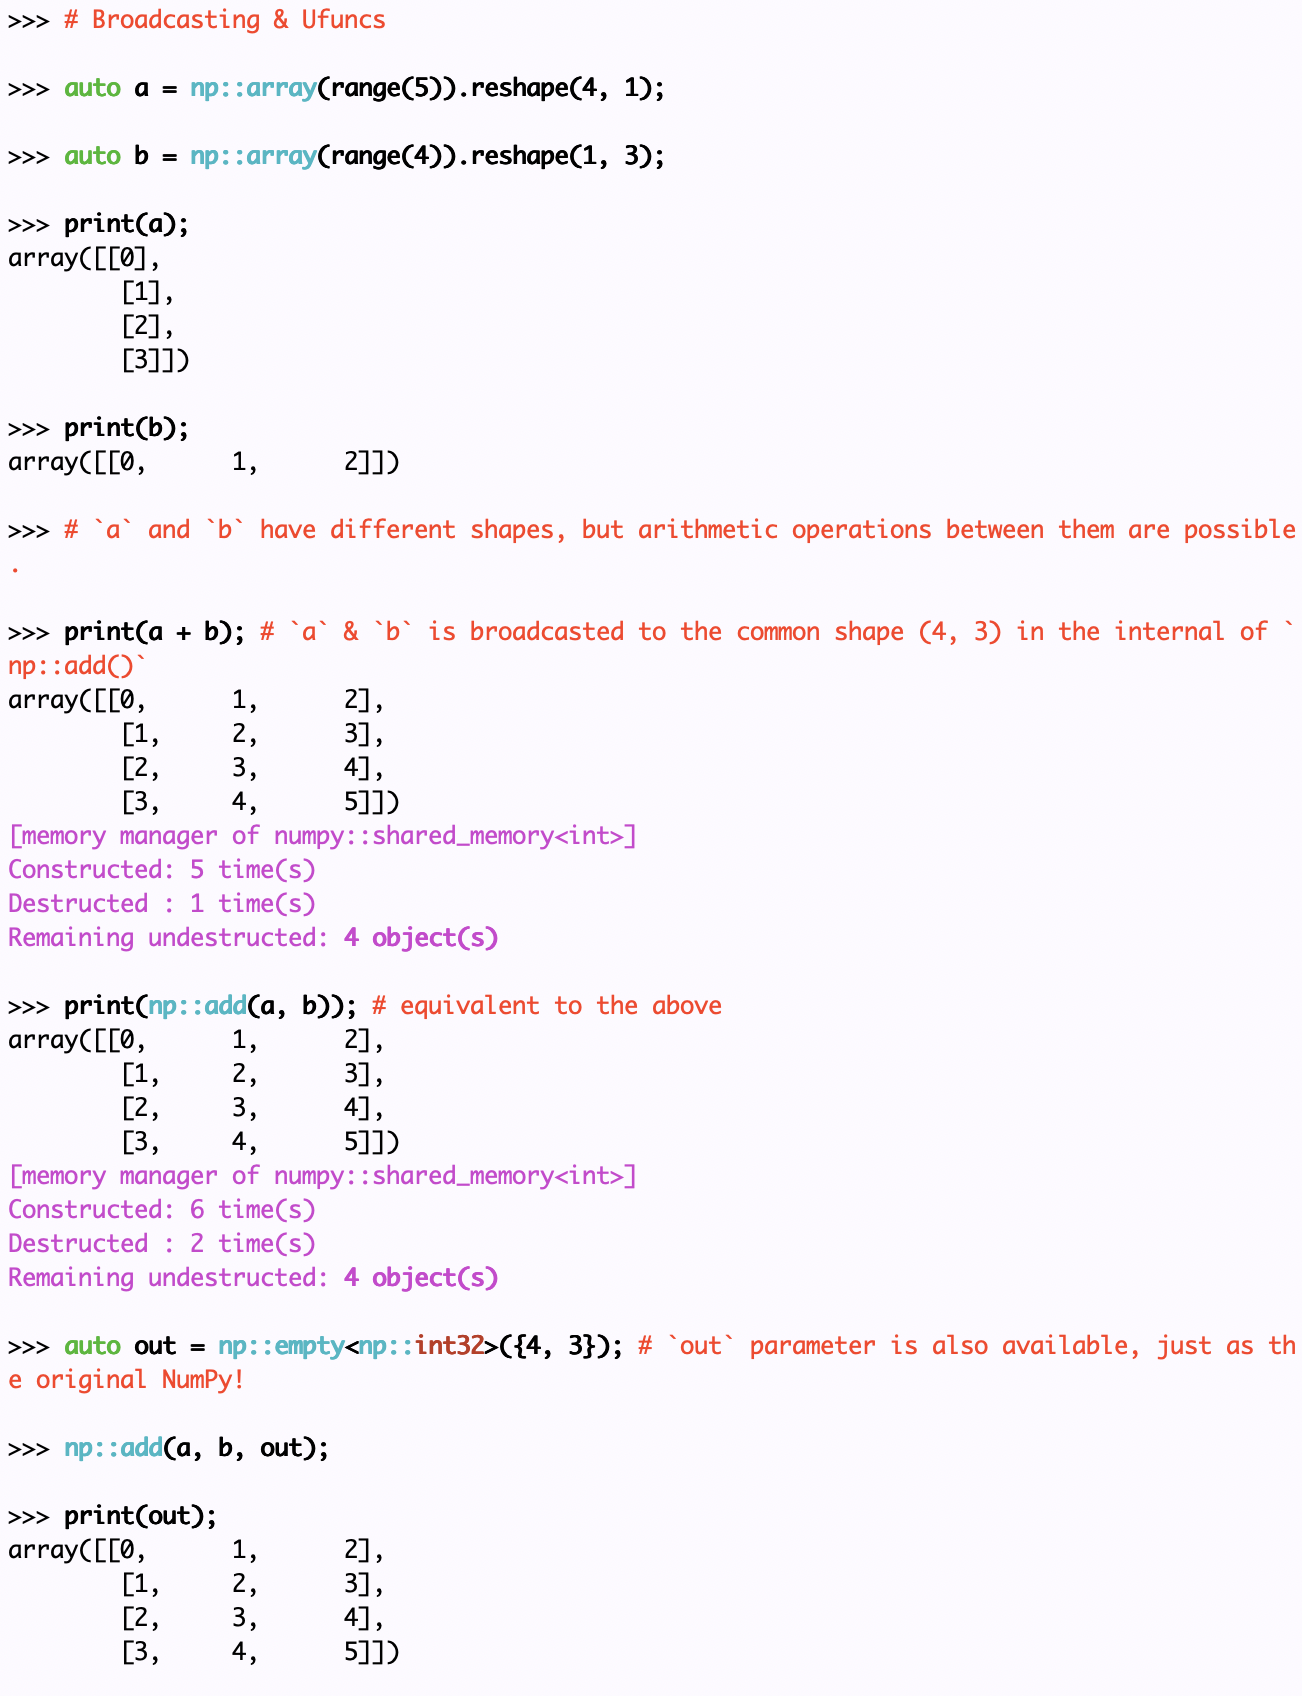 >>> # Broadcasting & Ufuncs
>>> auto a = np::array(range(5)).reshape(4, 1);
>>> auto b = np::array(range(4)).reshape(1, 3);
>>> print(a);
array([[0],
        [1],
        [2],
        [3]])
>>> print(b);
array([[0,      1,      2]])
>>> # `a` and `b` have different shapes, but arithmetic operations between them are possible
.
>>> print(a + b); # `a` & `b` is broadcasted to the common shape (4, 3) in the internal of `
np::add()`
array([[0,      1,      2],
        [1,     2,      3],
        [2,     3,      4],
        [3,     4,      5]])
[memory manager of numpy::shared_memory<int>]
Constructed: 5 time(s)
Destructed : 1 time(s)
Remaining undestructed: 4 object(s)
>>> print(np::add(a, b)); # equivalent to the above
array([[0,      1,      2],
        [1,     2,      3],
        [2,     3,      4],
        [3,     4,      5]])
[memory manager of numpy::shared_memory<int>]
Constructed: 6 time(s)
Destructed : 2 time(s)
Remaining undestructed: 4 object(s)
>>> auto out = np::empty<np::int32>({4, 3}); # `out` parameter is also available, just as th
e original NumPy!
>>> np::add(a, b, out);
>>> print(out);
array([[0,      1,      2],
        [1,     2,      3],
        [2,     3,      4],
        [3,     4,      5]])